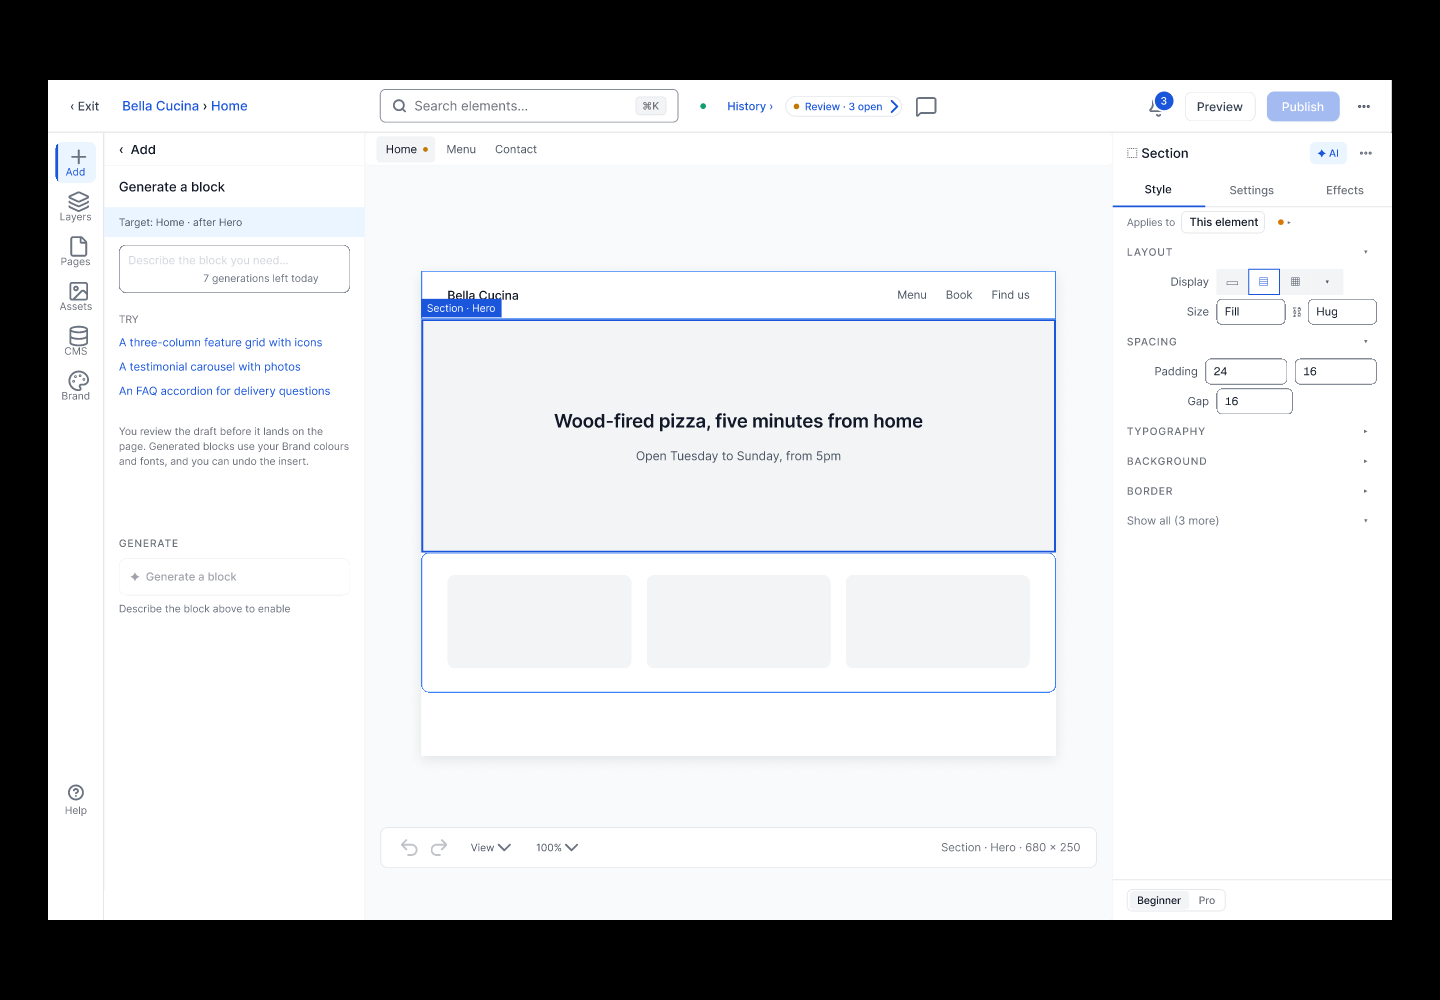 ‹ Exit
Bella Cucina › Home
Search elements...
⌘K
History ›
Review · 3 open
3
Preview
Publish
Add
Layers
Pages
Assets
CMS
Brand
Help
‹ Add
Generate a block
Target: Home · after Hero
Describe the block you need...
7 generations left today
TRY
A three-column feature grid with icons
A testimonial carousel with photos
An FAQ accordion for delivery questions
You review the draft before it lands on the
page. Generated blocks use your Brand colours
and fonts, and you can undo the insert.
GENERATE
Generate a block
Describe the block above to enable
Home
Menu
Contact
Bella Cucina
Menu
Book
Find us
Section · Hero
Wood-fired pizza, five minutes from home
Open Tuesday to Sunday, from 5pm
View
100%
Section · Hero · 680 × 250
Section
AI
Style
Settings
Effects
Applies to
This element
LAYOUT
Display
Size
Fill
Hug
SPACING
Padding
24
16
Gap
16
TYPOGRAPHY
BACKGROUND
BORDER
Show all (3 more)
Beginner
Pro